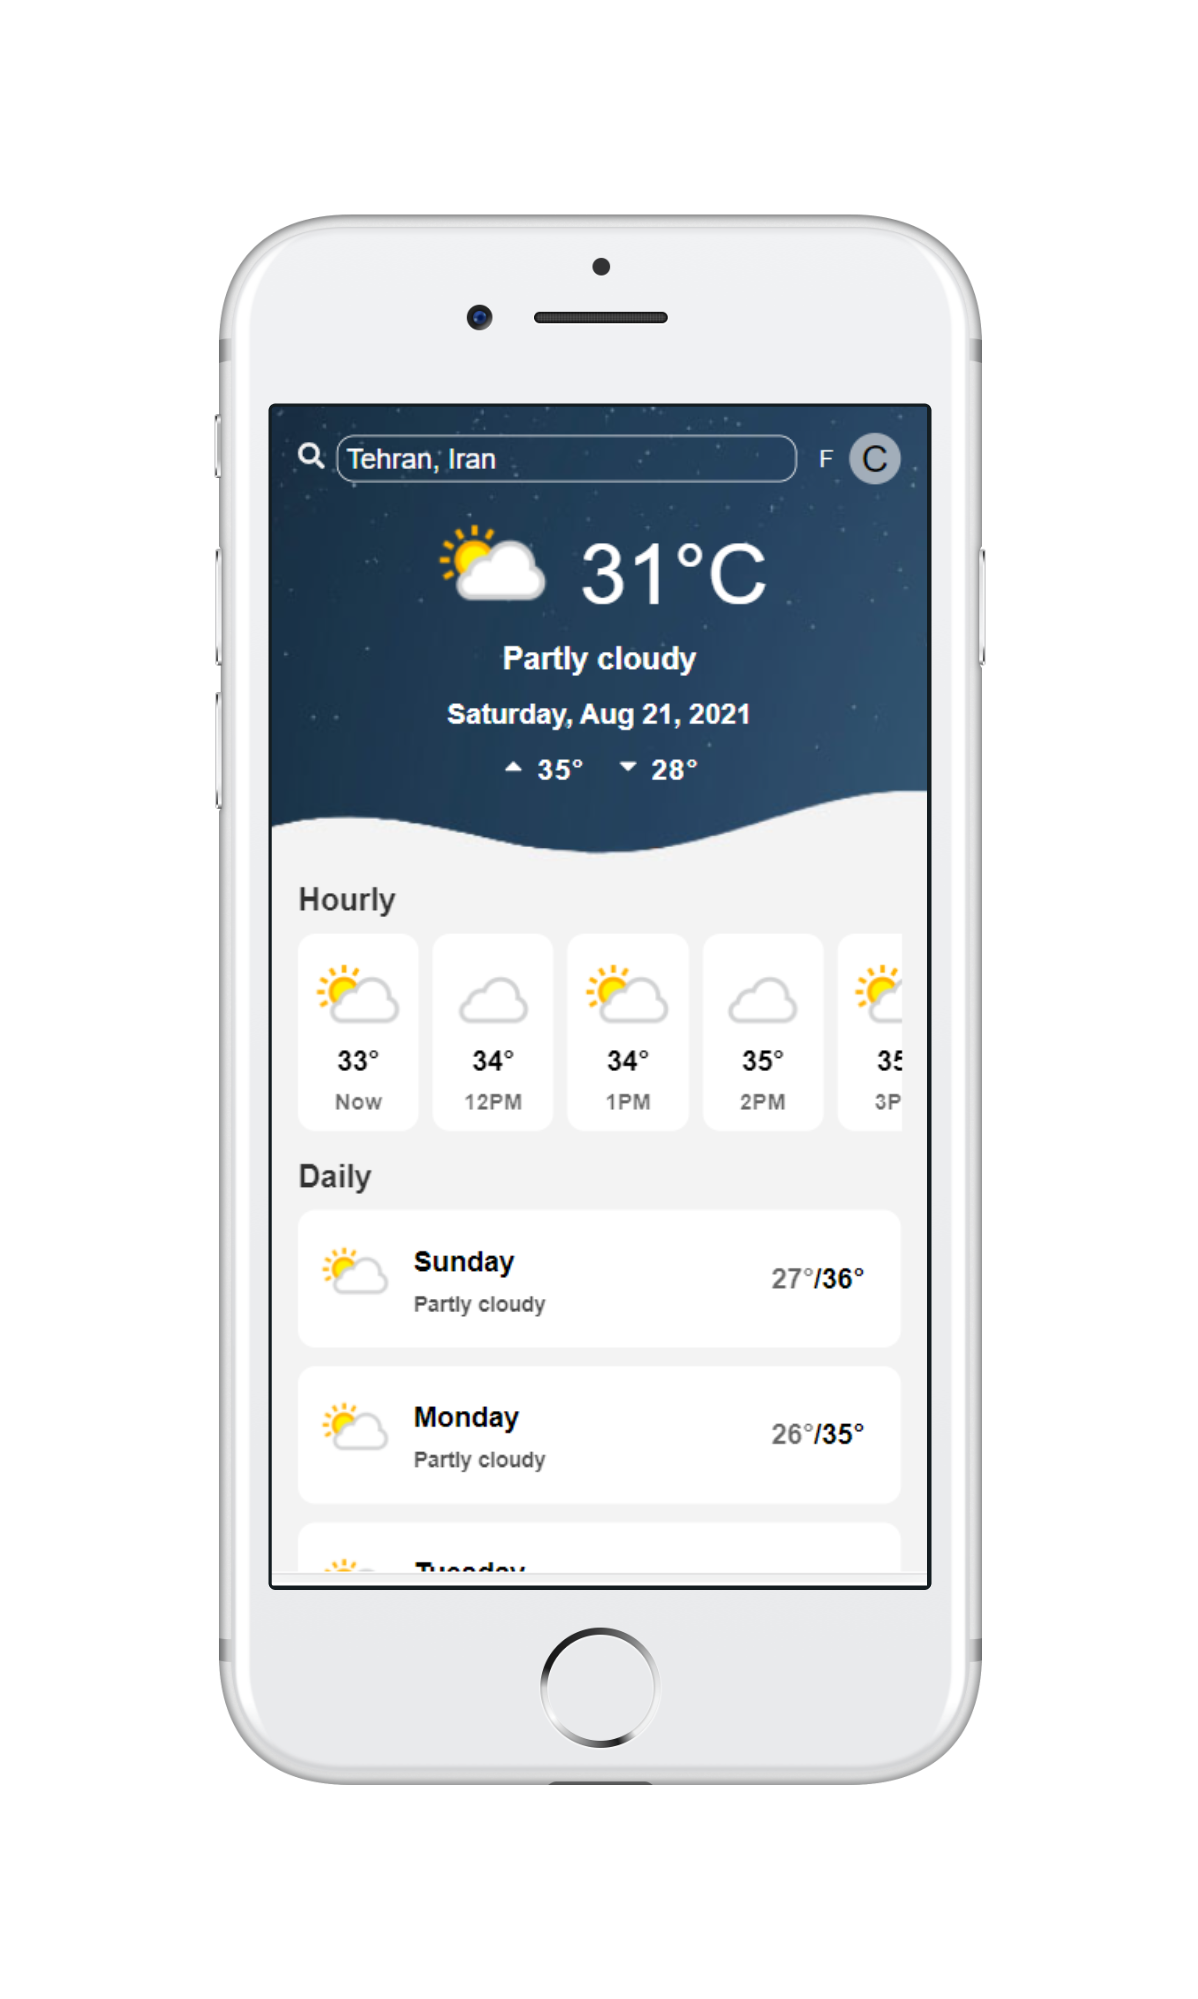 Tehran, Iran F C
31°C
Partly cloudy
Saturday, Aug 21, 2021
35° 28°
Hourly
33° 34° 34° 35° 35
Now 12PM 1PM 2PM 3P
Daily
Sunday
Partly cloudy
27°/36°
Monday
Partly cloudy
26°/35°
Tuesday